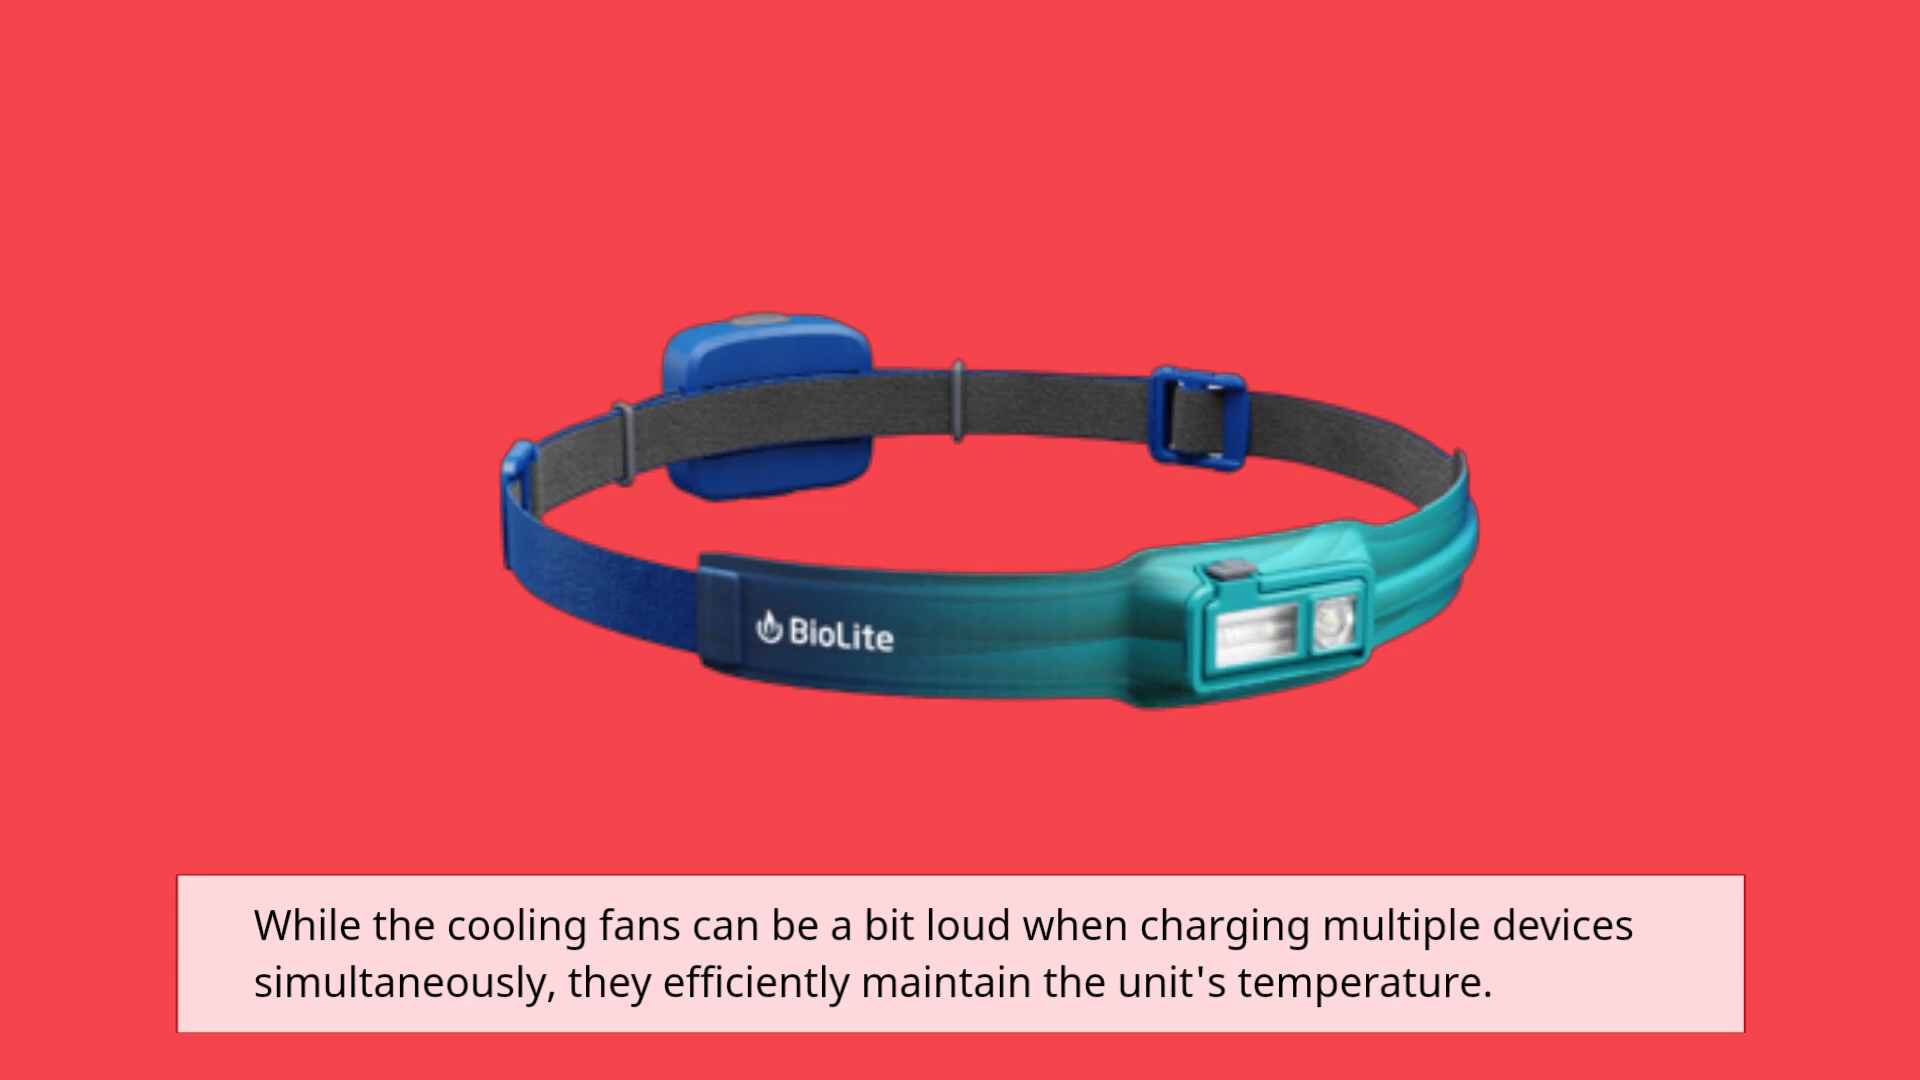 BioLite
While the cooling fans can be a bit loud when charging multiple devices
simultaneously, they efficiently maintain the unit's temperature.